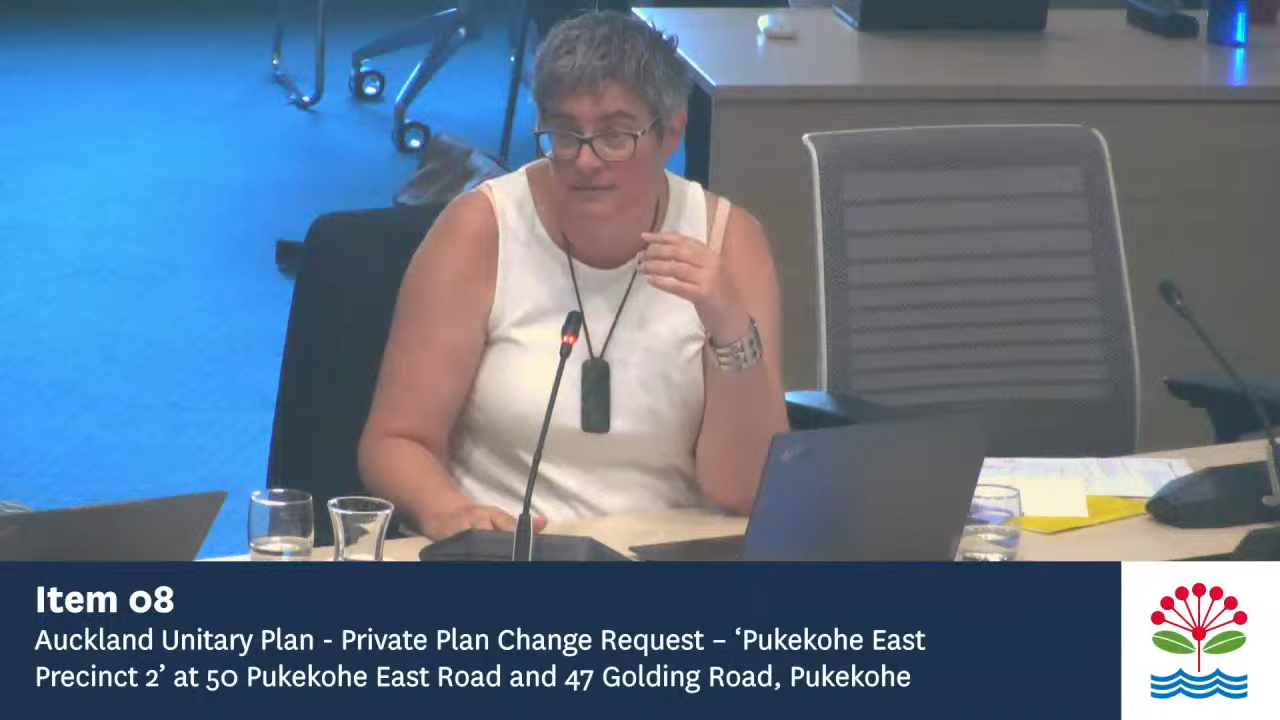 Item 08
Auckland Unitary Plan - Private Plan Change Request – ‘Pukekohe East
Precinct 2’ at 50 Pukekohe East Road and 47 Golding Road, Pukekohe